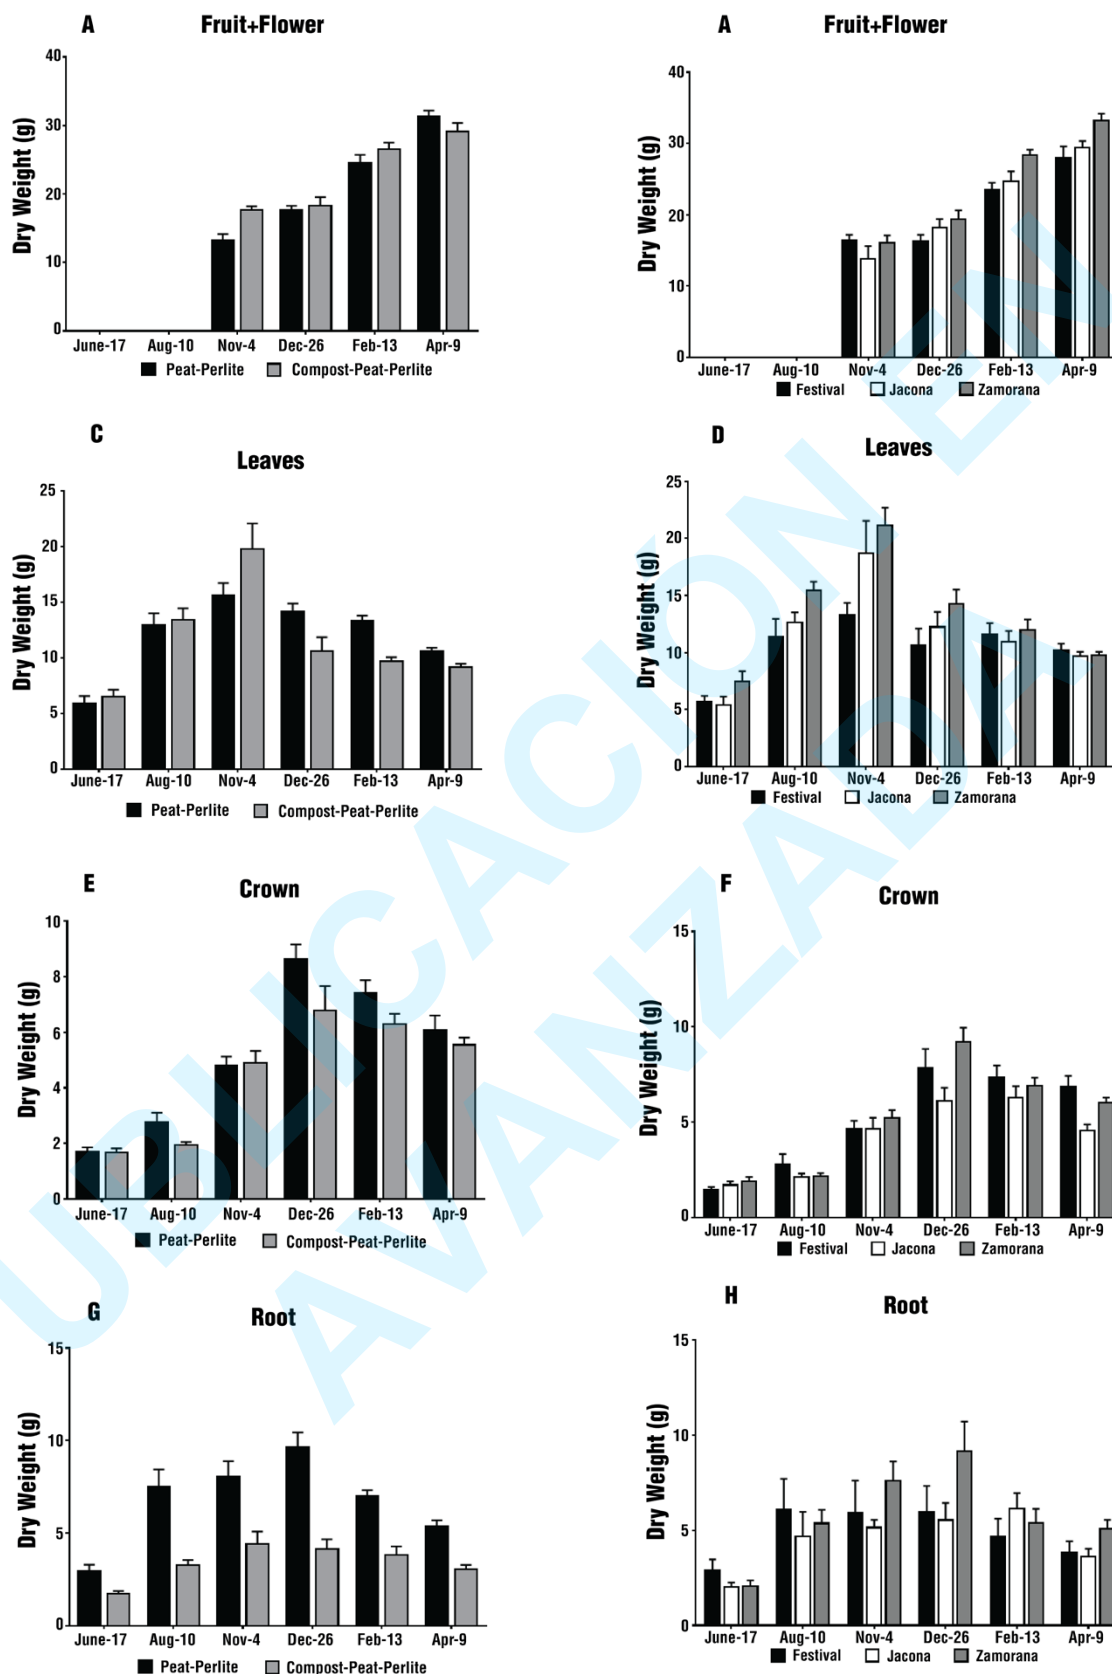 A Fruit+Flower
Dry Weight (g)
40
30
20
10
0
June-17 Aug-10 Nov-4 Dec-26 Feb-13 Apr-9
Peat-Perlite Compost-Peat-Perlite
A Fruit+Flower
Dry Weight (g)
40
30
20
10
0
June-17 Aug-10 Nov-4 Dec-26 Feb-13 Apr-9
Festival Jacona Zamorana
C
Leaves
Dry Weight (g)
25
20
15
10
5
0
June-17 Aug-10 Nov-4 Dec-26 Feb-13 Apr-9
Peat-Perlite Compost-Peat-Perlite
D
Leaves
Dry Weight (g)
25
20
15
10
5
0
June-17 Aug-10 Nov-4 Dec-26 Feb-13 Apr-9
Festival Jacona Zamorana
E
Crown
Dry Weight (g)
10
8
6
4
2
0
June-17 Aug-10 Nov-4 Dec-26 Feb-13 Apr-9
Peat-Perlite Compost-Peat-Perlite
F
Crown
Dry Weight (g)
15
10
5
0
June-17 Aug-10 Nov-4 Dec-26 Feb-13 Apr-9
Festival Jacona Zamorana
G
Root
Dry Weight (g)
15
10
5
0
June-17 Aug-10 Nov-4 Dec-26 Feb-13 Apr-9
Peat-Perlite Compost-Peat-Perlite
H
Root
Dry Weight (g)
15
10
5
0
June-17 Aug-10 Nov-4 Dec-26 Feb-13 Apr-9
Festival Jacona Zamorana
UBLICACIÓN EN
AVANZADA